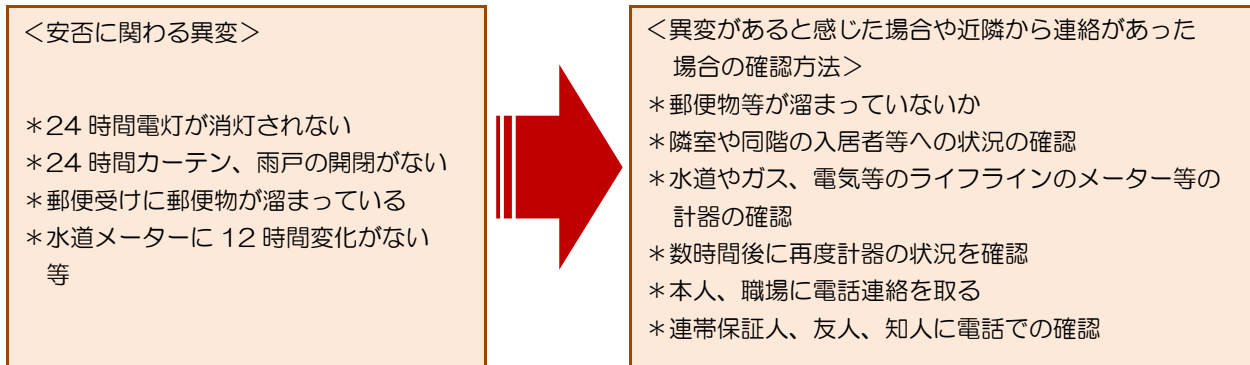 ＜安否に関わる異変＞
＊24 時間電灯が消灯されない
＊24 時間カーテン、雨戸の開閉がない
＊郵便受けに郵便物が溜まっている
＊水道メーターに 12 時間変化がない
等
＜異変があると感じた場合や近隣から連絡があった
場合の確認方法＞
＊郵便物等が溜まっていないか
＊隣室や同階の入居者等への状況の確認
＊水道やガス、電気等のライフラインのメーター等の
計器の確認
＊数時間後に再度計器の状況を確認
＊本人、職場に電話連絡を取る
＊連帯保証人、友人、知人に電話での確認